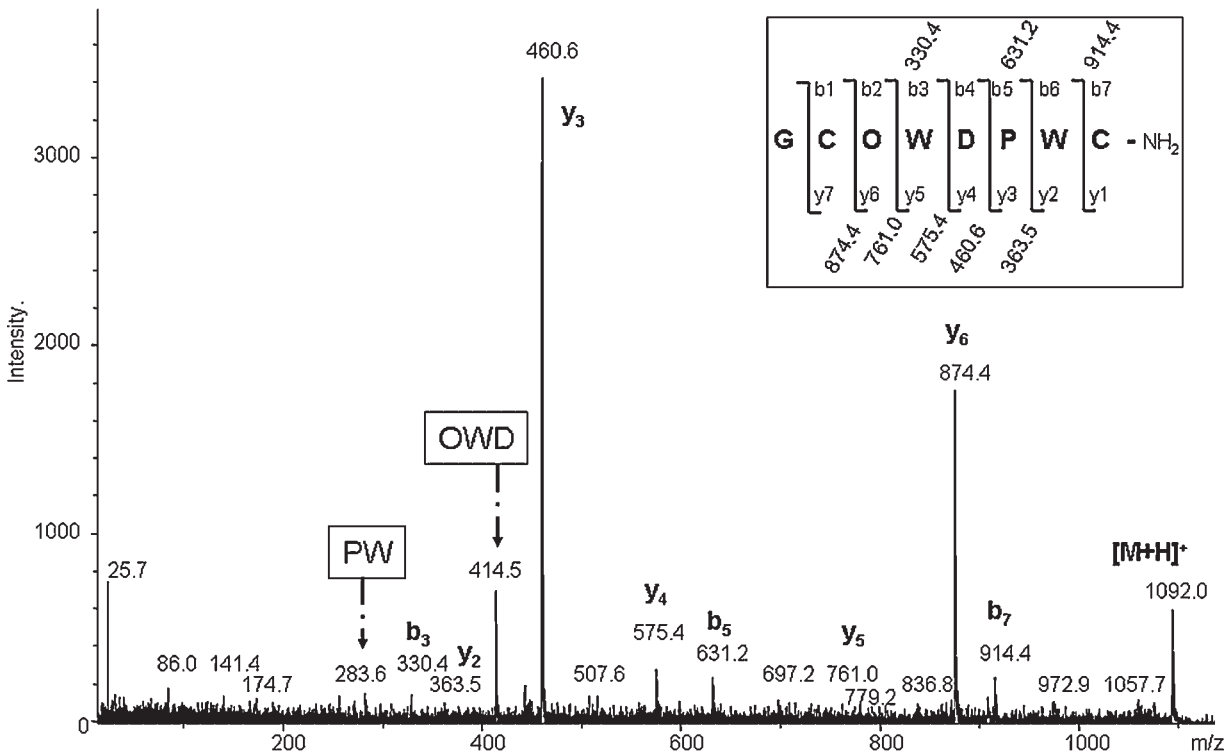 460.6
y3
3000
330.4 631.2 914.4
b1 b2 b3 b4 b5 b6 b7
G C O W D P W C - NH2
y7 y6 y5 y4 y3 y2 y1
874.4 761.0 575.4 460.6 363.5
Intensity.
2000
y6
874.4
OWD
1000
PW
[M+H]+
25.7
414.5
1092.0
y4
575.4
b3
330.4
y2
363.5
b5
631.2
y5
761.0
b7
914.4
86.0 141.4
174.7
283.6
507.6
697.2
779.2
836.8
972.9
1057.7
0
200 400 600 800 1000 m/z